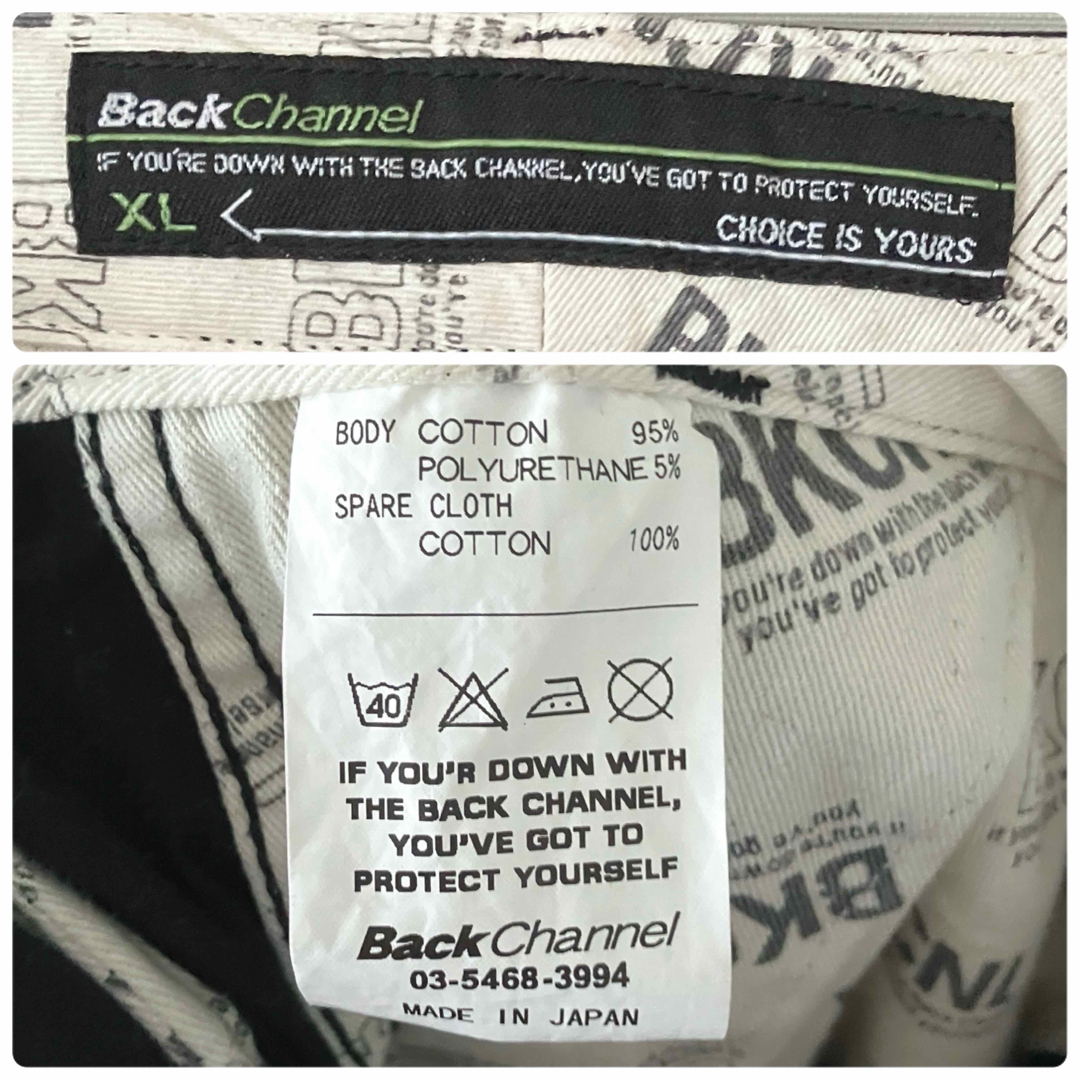 BackChannel
IF YOU'RE DOWN WITH THE BACK CHANNEL, YOU'VE GOT TO PROTECT YOURSELF.
XL
CHOICE IS YOURS
BODY COTTON 95%
POLYURETHANE 5%
SPARE CLOTH
COTTON 100%
40
IF YOU'R DOWN WITH
THE BACK CHANNEL,
YOU'VE GOT TO
PROTECT YOURSELF
BackChannel
03-5468-3994
MADE IN JAPAN
you're down with the back
you've got to protect